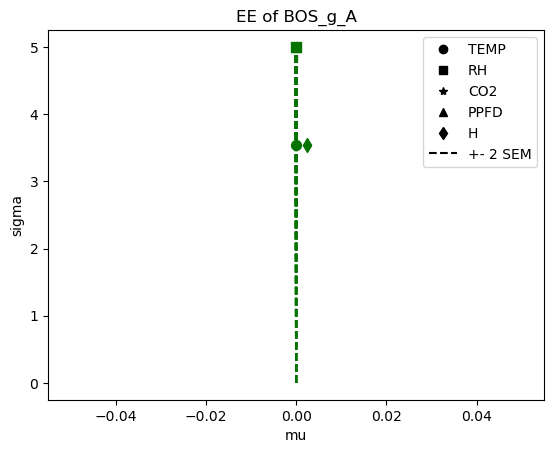 EE of BOS_g_A
TEMP
RH
CO2
PPFD
H
+- 2 SEM
5
4
3
2
1
0
sigma
−0.04
−0.02
0.00
0.02
0.04
mu